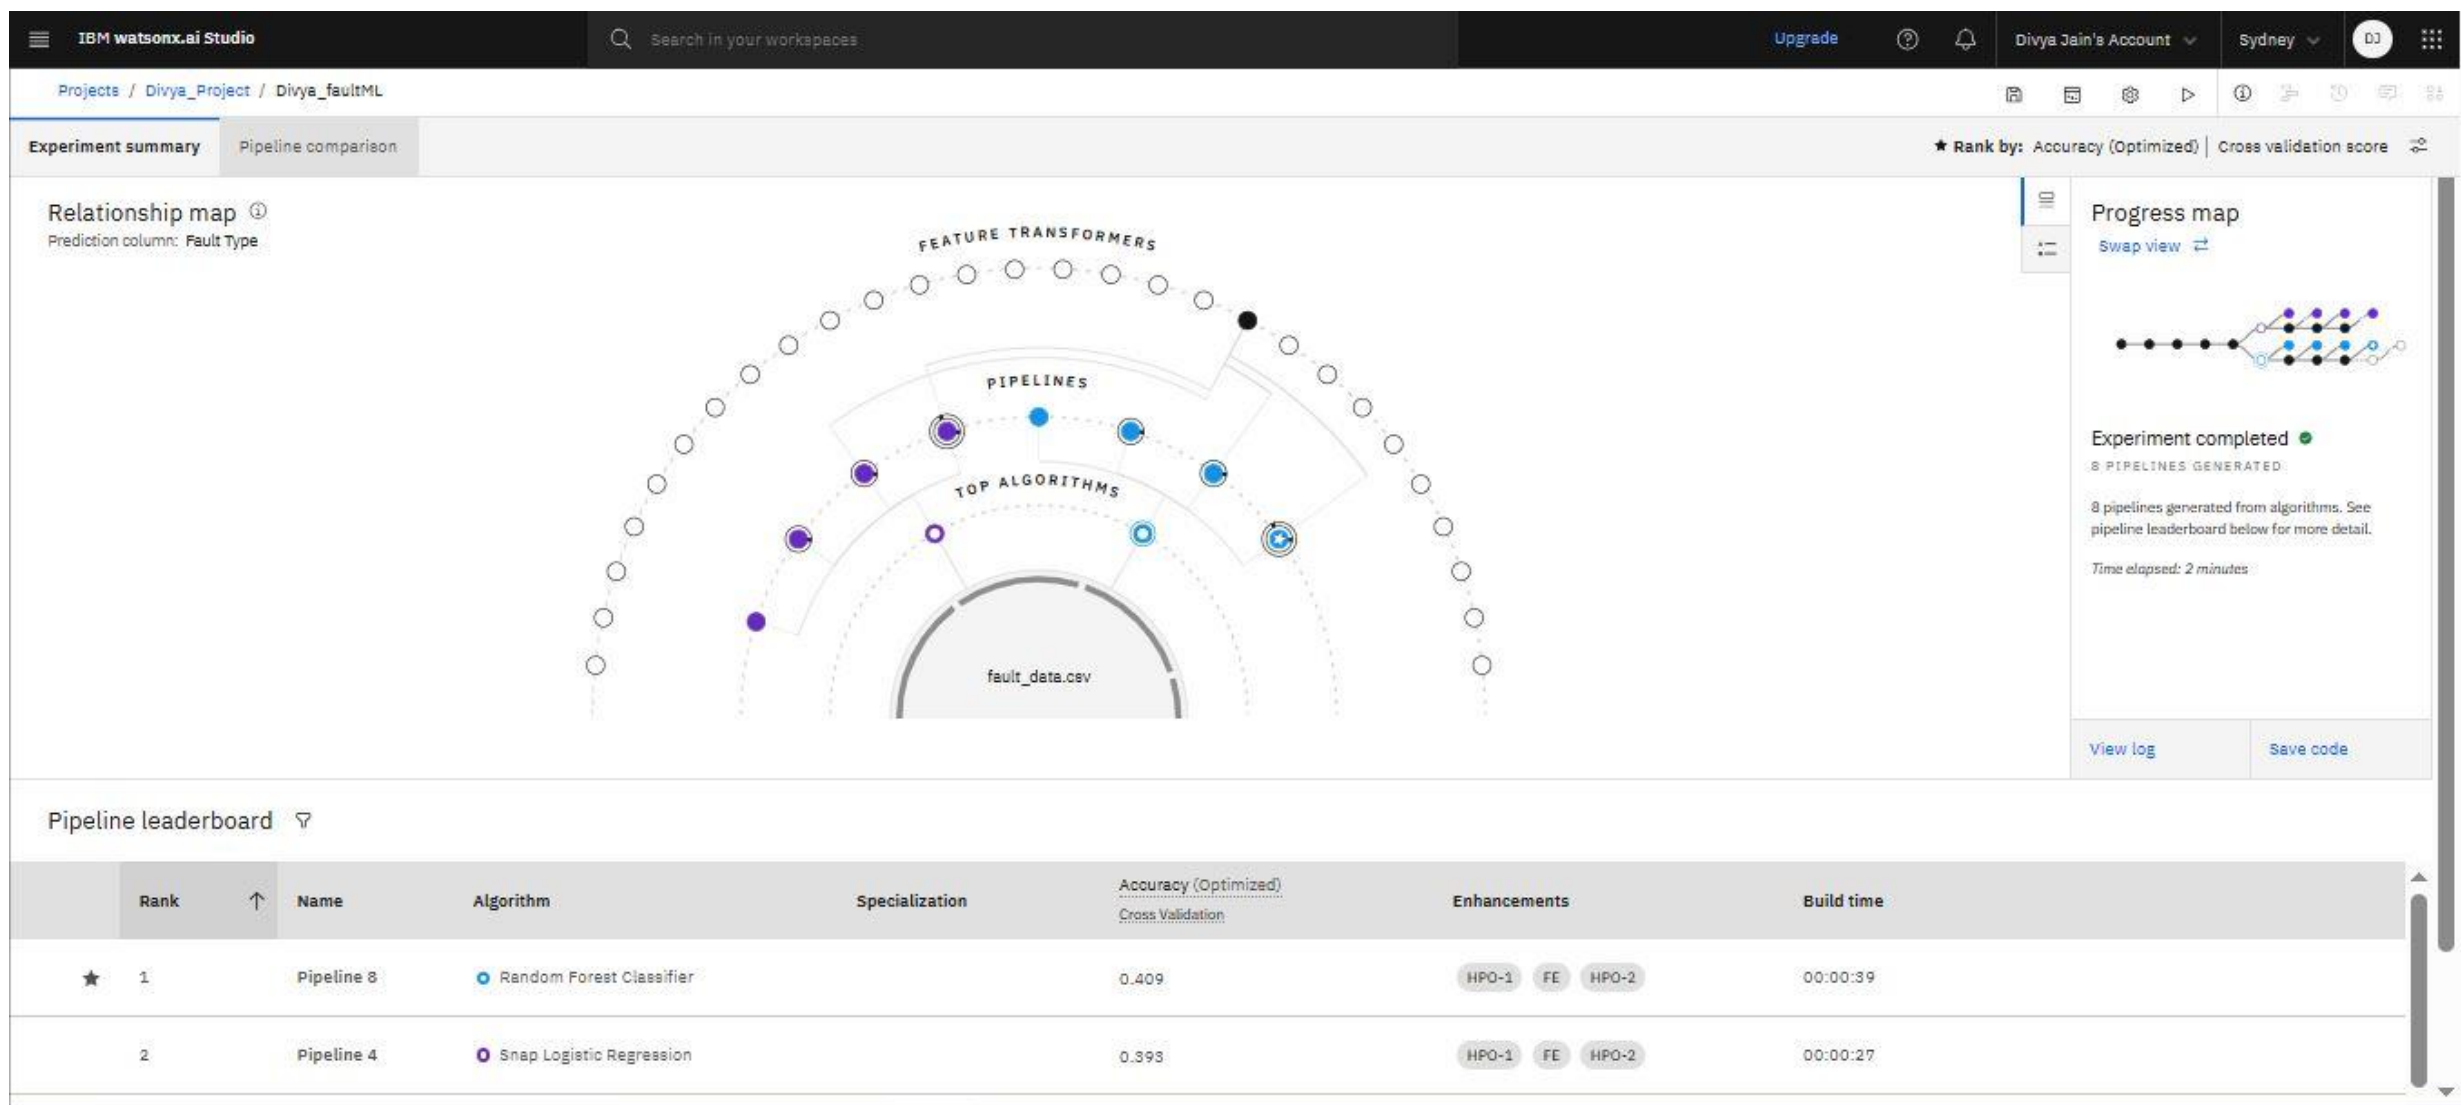 IBM watsonx.ai Studio
Search in your workspaces
Upgrade
Divya Jain's Account
Sydney
DJ
Projects / Divya_Project / Divya_faultML
Experiment summary
Pipeline comparison
Rank by: Accuracy (Optimized) | Cross validation score
Relationship map
Prediction column: Fault Type
FEATURE TRANSFORMERS
PIPELINES
TOP ALGORITHMS
fault_data.csv
Progress map
Swap view
Experiment completed
8 PIPELINES GENERATED
8 pipelines generated from algorithms. See
pipeline leaderboard below for more detail.
Time elapsed: 2 minutes
View log
Save code
Pipeline leaderboard
Rank Name Algorithm Specialization Accuracy (Optimized) Enhancements Build time
Cross Validation
1 Pipeline 8 Random Forest Classifier 0.409 HPO-1 FE HPO-2 00:00:39
2 Pipeline 4 Snap Logistic Regression 0.393 HPO-1 FE HPO-2 00:00:27